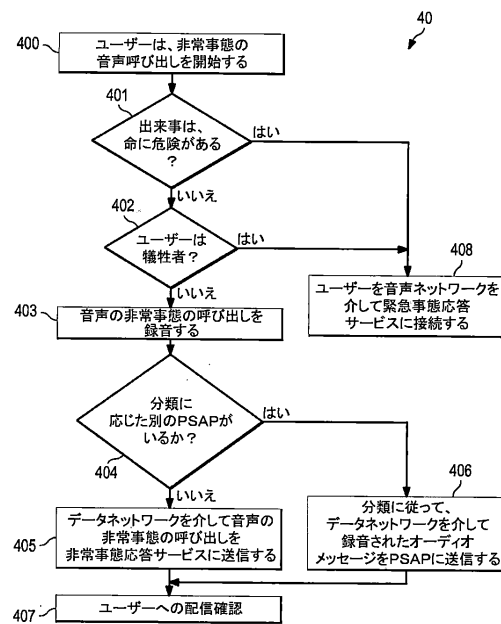 40
400
ユーザーは、非常事態の
音声呼び出しを開始する
401
出来事は、
命に危険がある
?
はい
いいえ
402
ユーザーは
犠牲者?
はい
いいえ
408
ユーザーを音声ネットワークを
介して緊急事態応答
サービスに接続する
403
音声の非常事態の呼び出しを
録音する
分類に
応じた別のPSAPが
いるか?
はい
404
いいえ
405
データネットワークを介して音声の
非常事態の呼び出しを
非常事態応答サービスに送信する
406
分類に従って、
データネットワークを介して
録音されたオーディオ
メッセージをPSAPに送信する
407
ユーザーへの配信確認